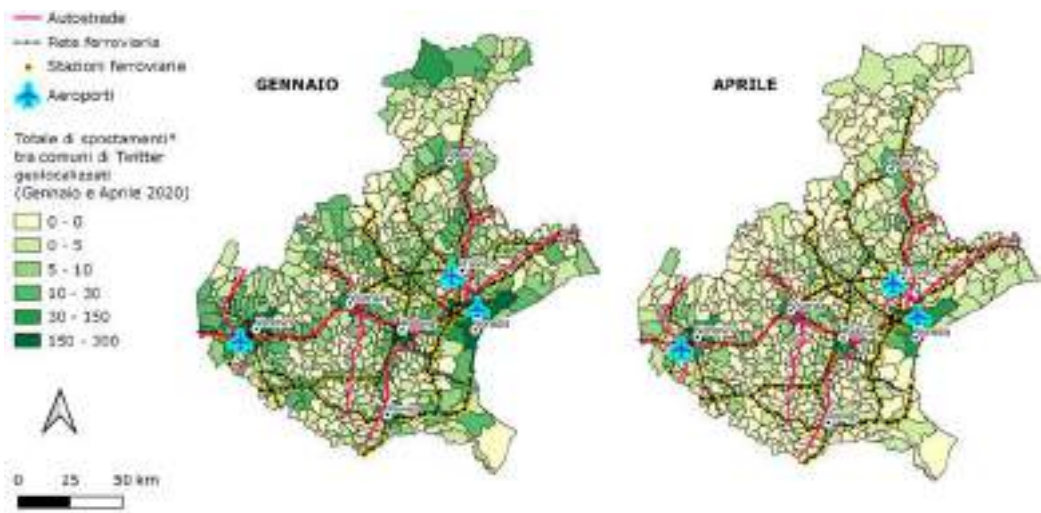 Autostrade
Rete ferroviaria
Stazioni ferroviarie
Aeroporti
Totale di spostamenti*
tra comuni di Twitter
geolocalizzati
(Gennaio e Aprile 2020)
0 - 0
0 - 5
5 - 10
10 - 30
30 - 150
150 - 300
0 25 50 km
GENNAIO
APRILE